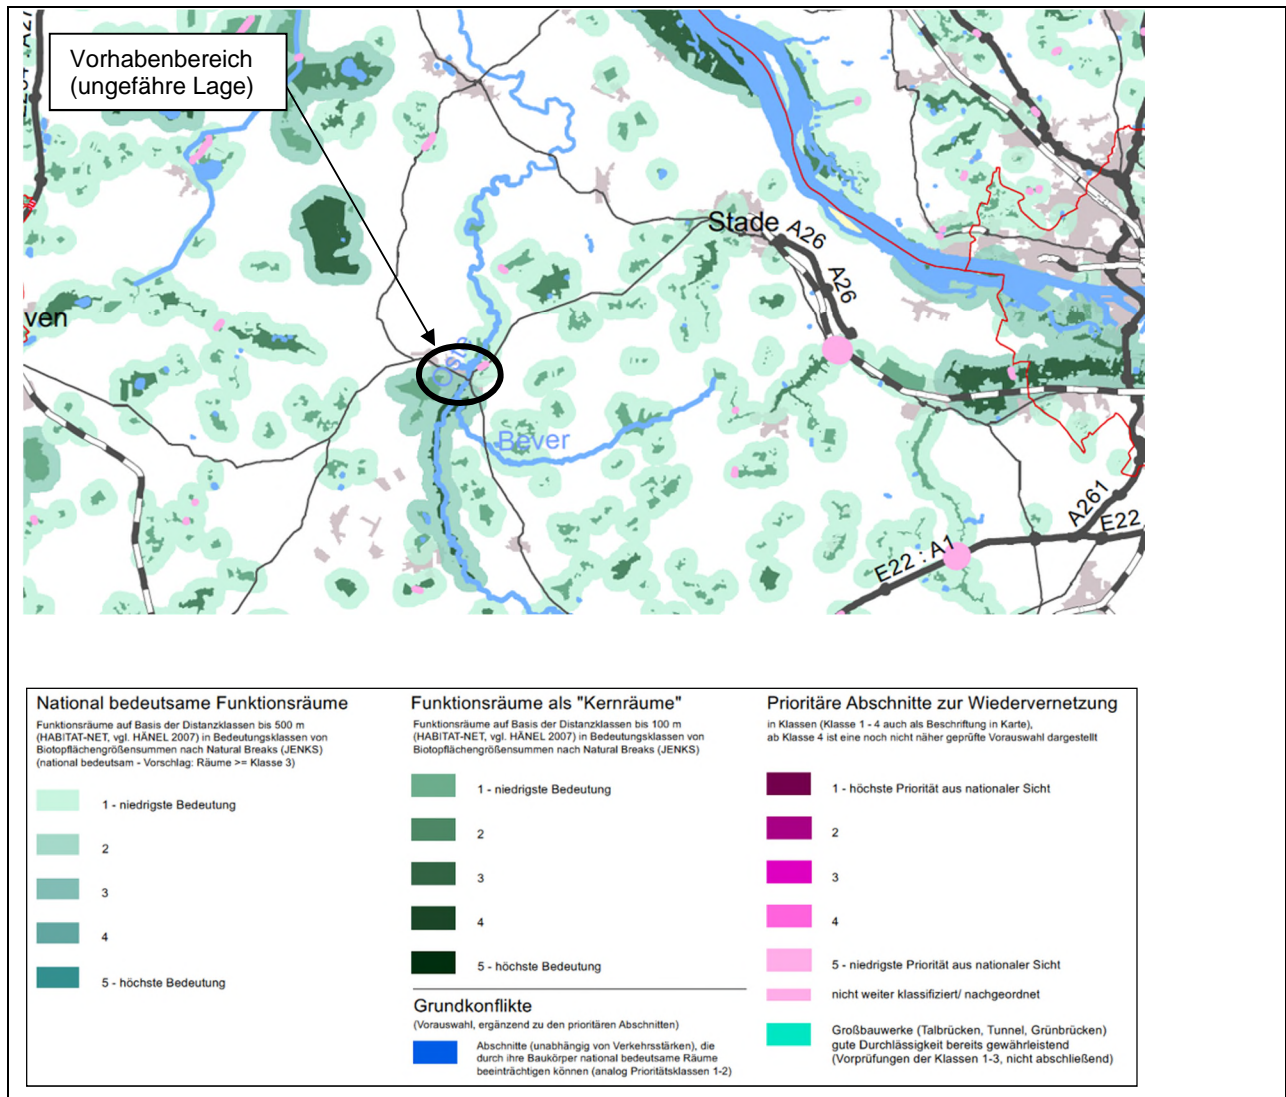 Vorhabenbereich
(ungefähre Lage)
Stade
A26
A26
ven
Oste
Bever
A261
E22
E22 : A1
National bedeutsame Funktionsräume
Funktionsräume auf Basis der Distanzklassen bis 500 m
(HABITAT-NET, vgl. HÄNEL 2007) in Bedeutungsklassen von
Biotopflächengrößensummen nach Natural Breaks (JENKS)
(national bedeutsam - Vorschlag: Räume >= Klasse 3)
1 - niedrigste Bedeutung
2
3
4
5 - höchste Bedeutung
Funktionsräume als "Kernräume"
Funktionsräume auf Basis der Distanzklassen bis 100 m
(HABITAT-NET, vgl. HÄNEL 2007) in Bedeutungsklassen von
Biotopflächengrößensummen nach Natural Breaks (JENKS)
1 - niedrigste Bedeutung
2
3
4
5 - höchste Bedeutung
Grundkonflikte
(Vorauswahl, ergänzend zu den prioritären Abschnitten)
Abschnitte (unabhängig von Verkehrsstärken), die
durch ihre Baukörper national bedeutsame Räume
beeinträchtigen können (analog Prioritätsklassen 1-2)
Prioritäre Abschnitte zur Wiedervernetzung
in Klassen (Klasse 1 - 4 auch als Beschriftung in Karte),
ab Klasse 4 ist eine noch nicht näher geprüfte Vorauswahl dargestellt
1 - höchste Priorität aus nationaler Sicht
2
3
4
5 - niedrigste Priorität aus nationaler Sicht
nicht weiter klassifiziert/ nachgeordnet
Großbauwerke (Talbrücken, Tunnel, Grünbrücken)
gute Durchlässigkeit bereits gewährleistend
(Vorprüfungen der Klassen 1-3, nicht abschließend)